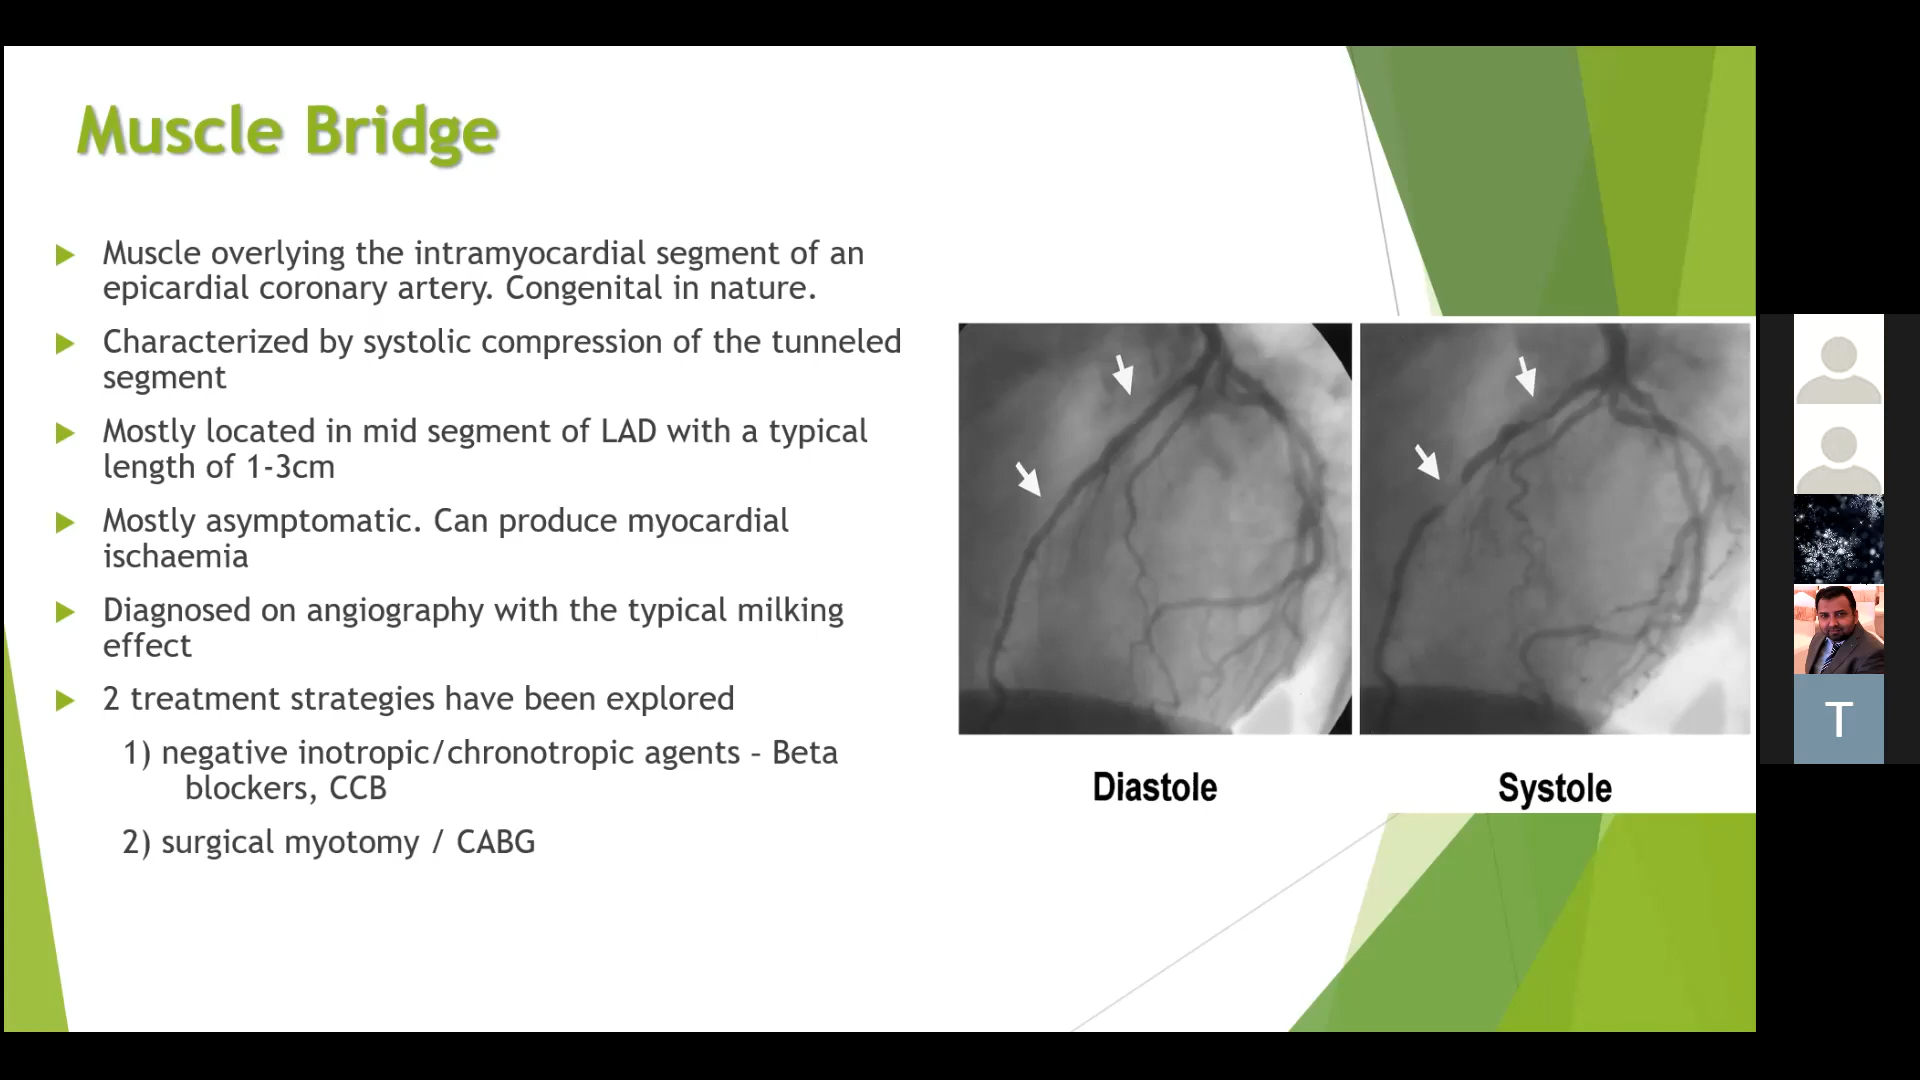 Muscle Bridge
Muscle overlying the intramyocardial segment of an
epicardial coronary artery. Congenital in nature.
Characterized by systolic compression of the tunneled
segment
Mostly located in mid segment of LAD with a typical
length of 1-3cm
Mostly asymptomatic. Can produce myocardial
ischaemia
Diagnosed on angiography with the typical milking
effect
2 treatment strategies have been explored
1) negative inotropic/chronotropic agents – Beta
blockers, CCB
2) surgical myotomy / CABG
Diastole
Systole
T